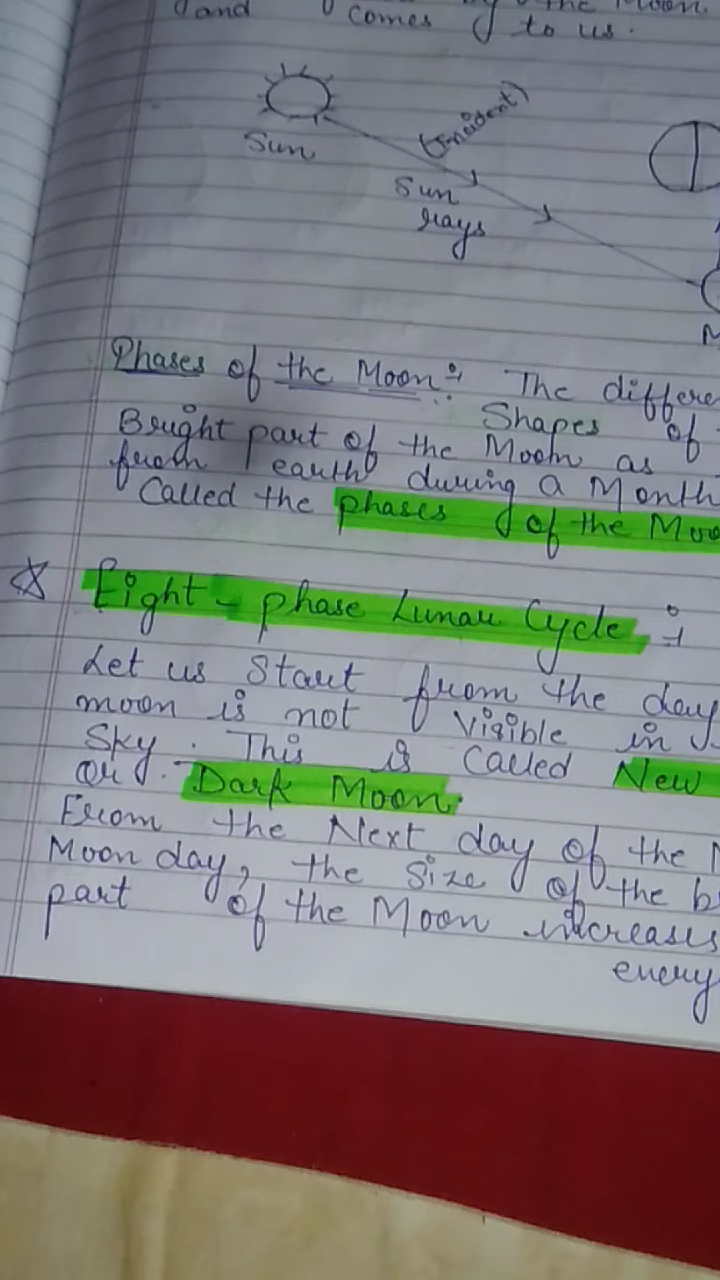 and comes to us.
Sun
(Incident)
Sun
rays
Phases of the Moon :- The differe
Shapes of
Bright part of the Moon as
from earth during a Month
Called the phases of the Moo
Eight - phase Lunar Cycle :-
Let us Start from the day
moon is not visible in
Sky. This is Called New
or Dark Moon.
From the Next day of the
Moon day, the size of the b
part of the Moon increases
every